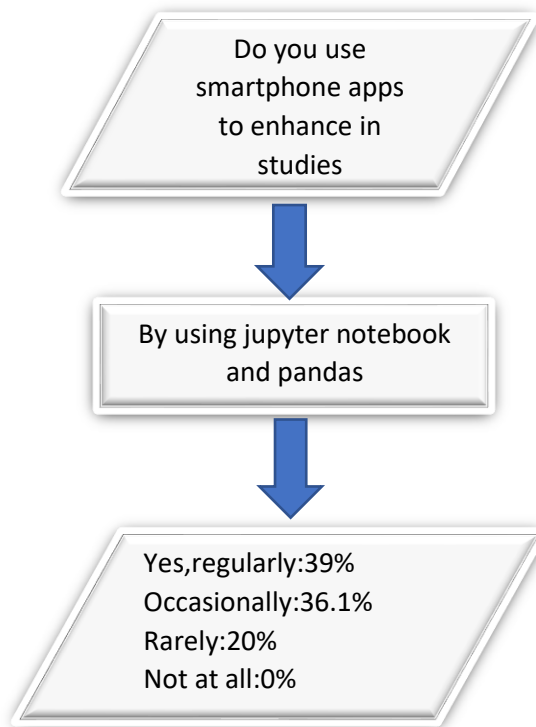 Do you use
smartphone apps
to enhance in
studies
By using jupyter notebook
and pandas
Yes,regularly:39%
Occasionally:36.1%
Rarely:20%
Not at all:0%